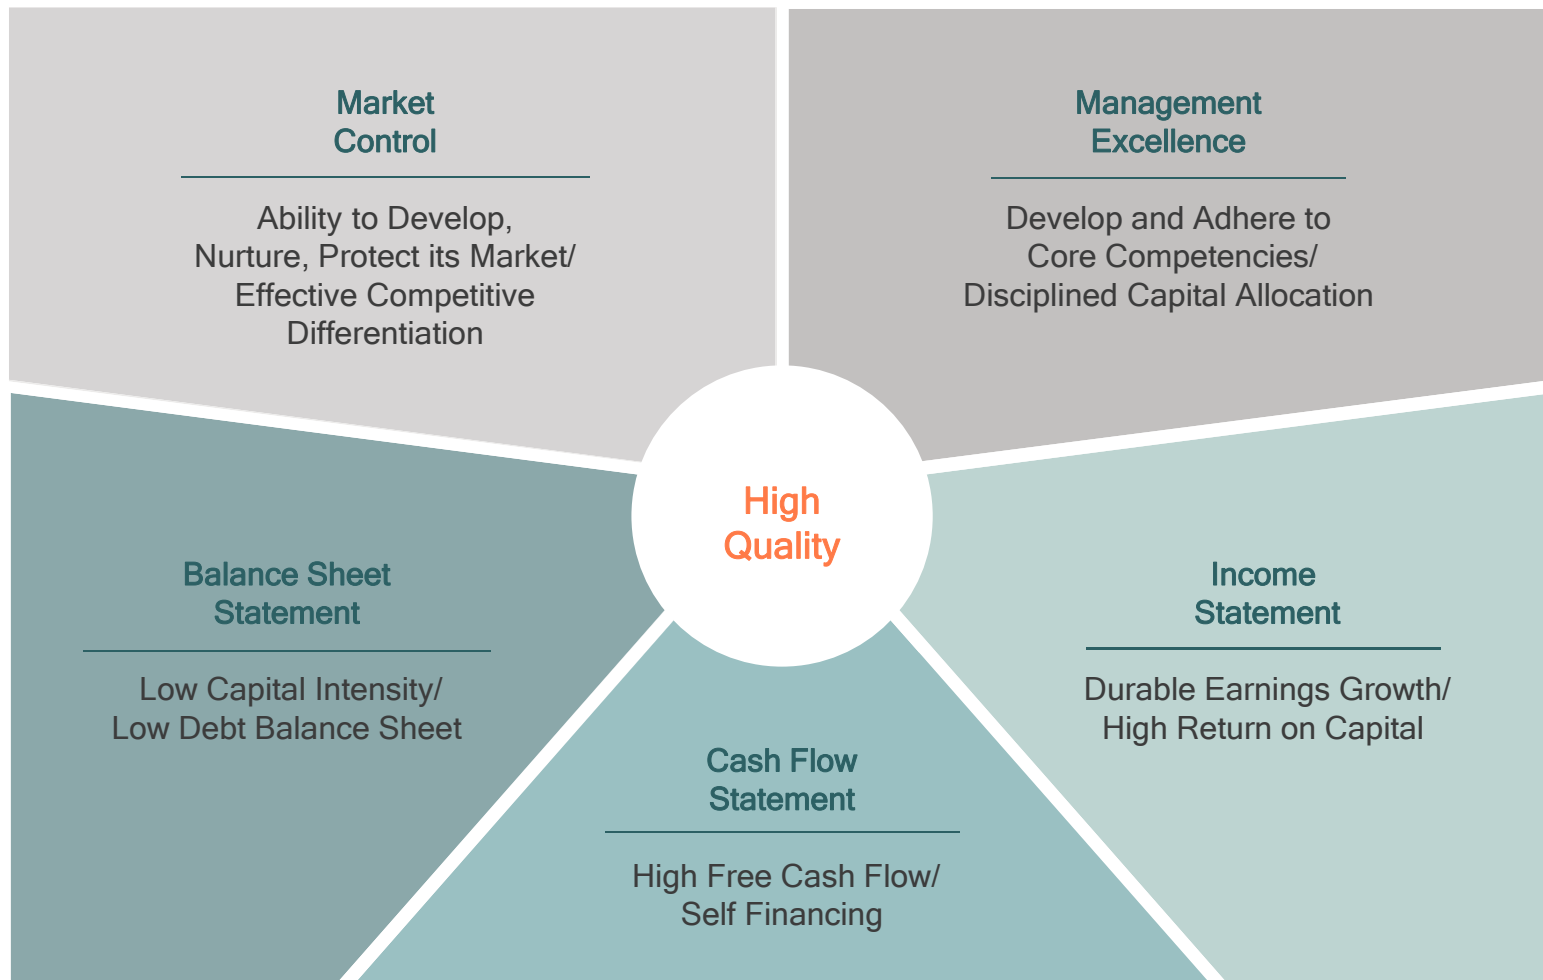 Market
Control
Ability to Develop,
Nurture, Protect its Market/
Effective Competitive
Differentiation
Management
Excellence
Develop and Adhere to
Core Competencies/
Disciplined Capital Allocation
High
Quality
Balance Sheet
Statement
Low Capital Intensity/
Low Debt Balance Sheet
Income
Statement
Durable Earnings Growth/
High Return on Capital
Cash Flow
Statement
High Free Cash Flow/
Self Financing